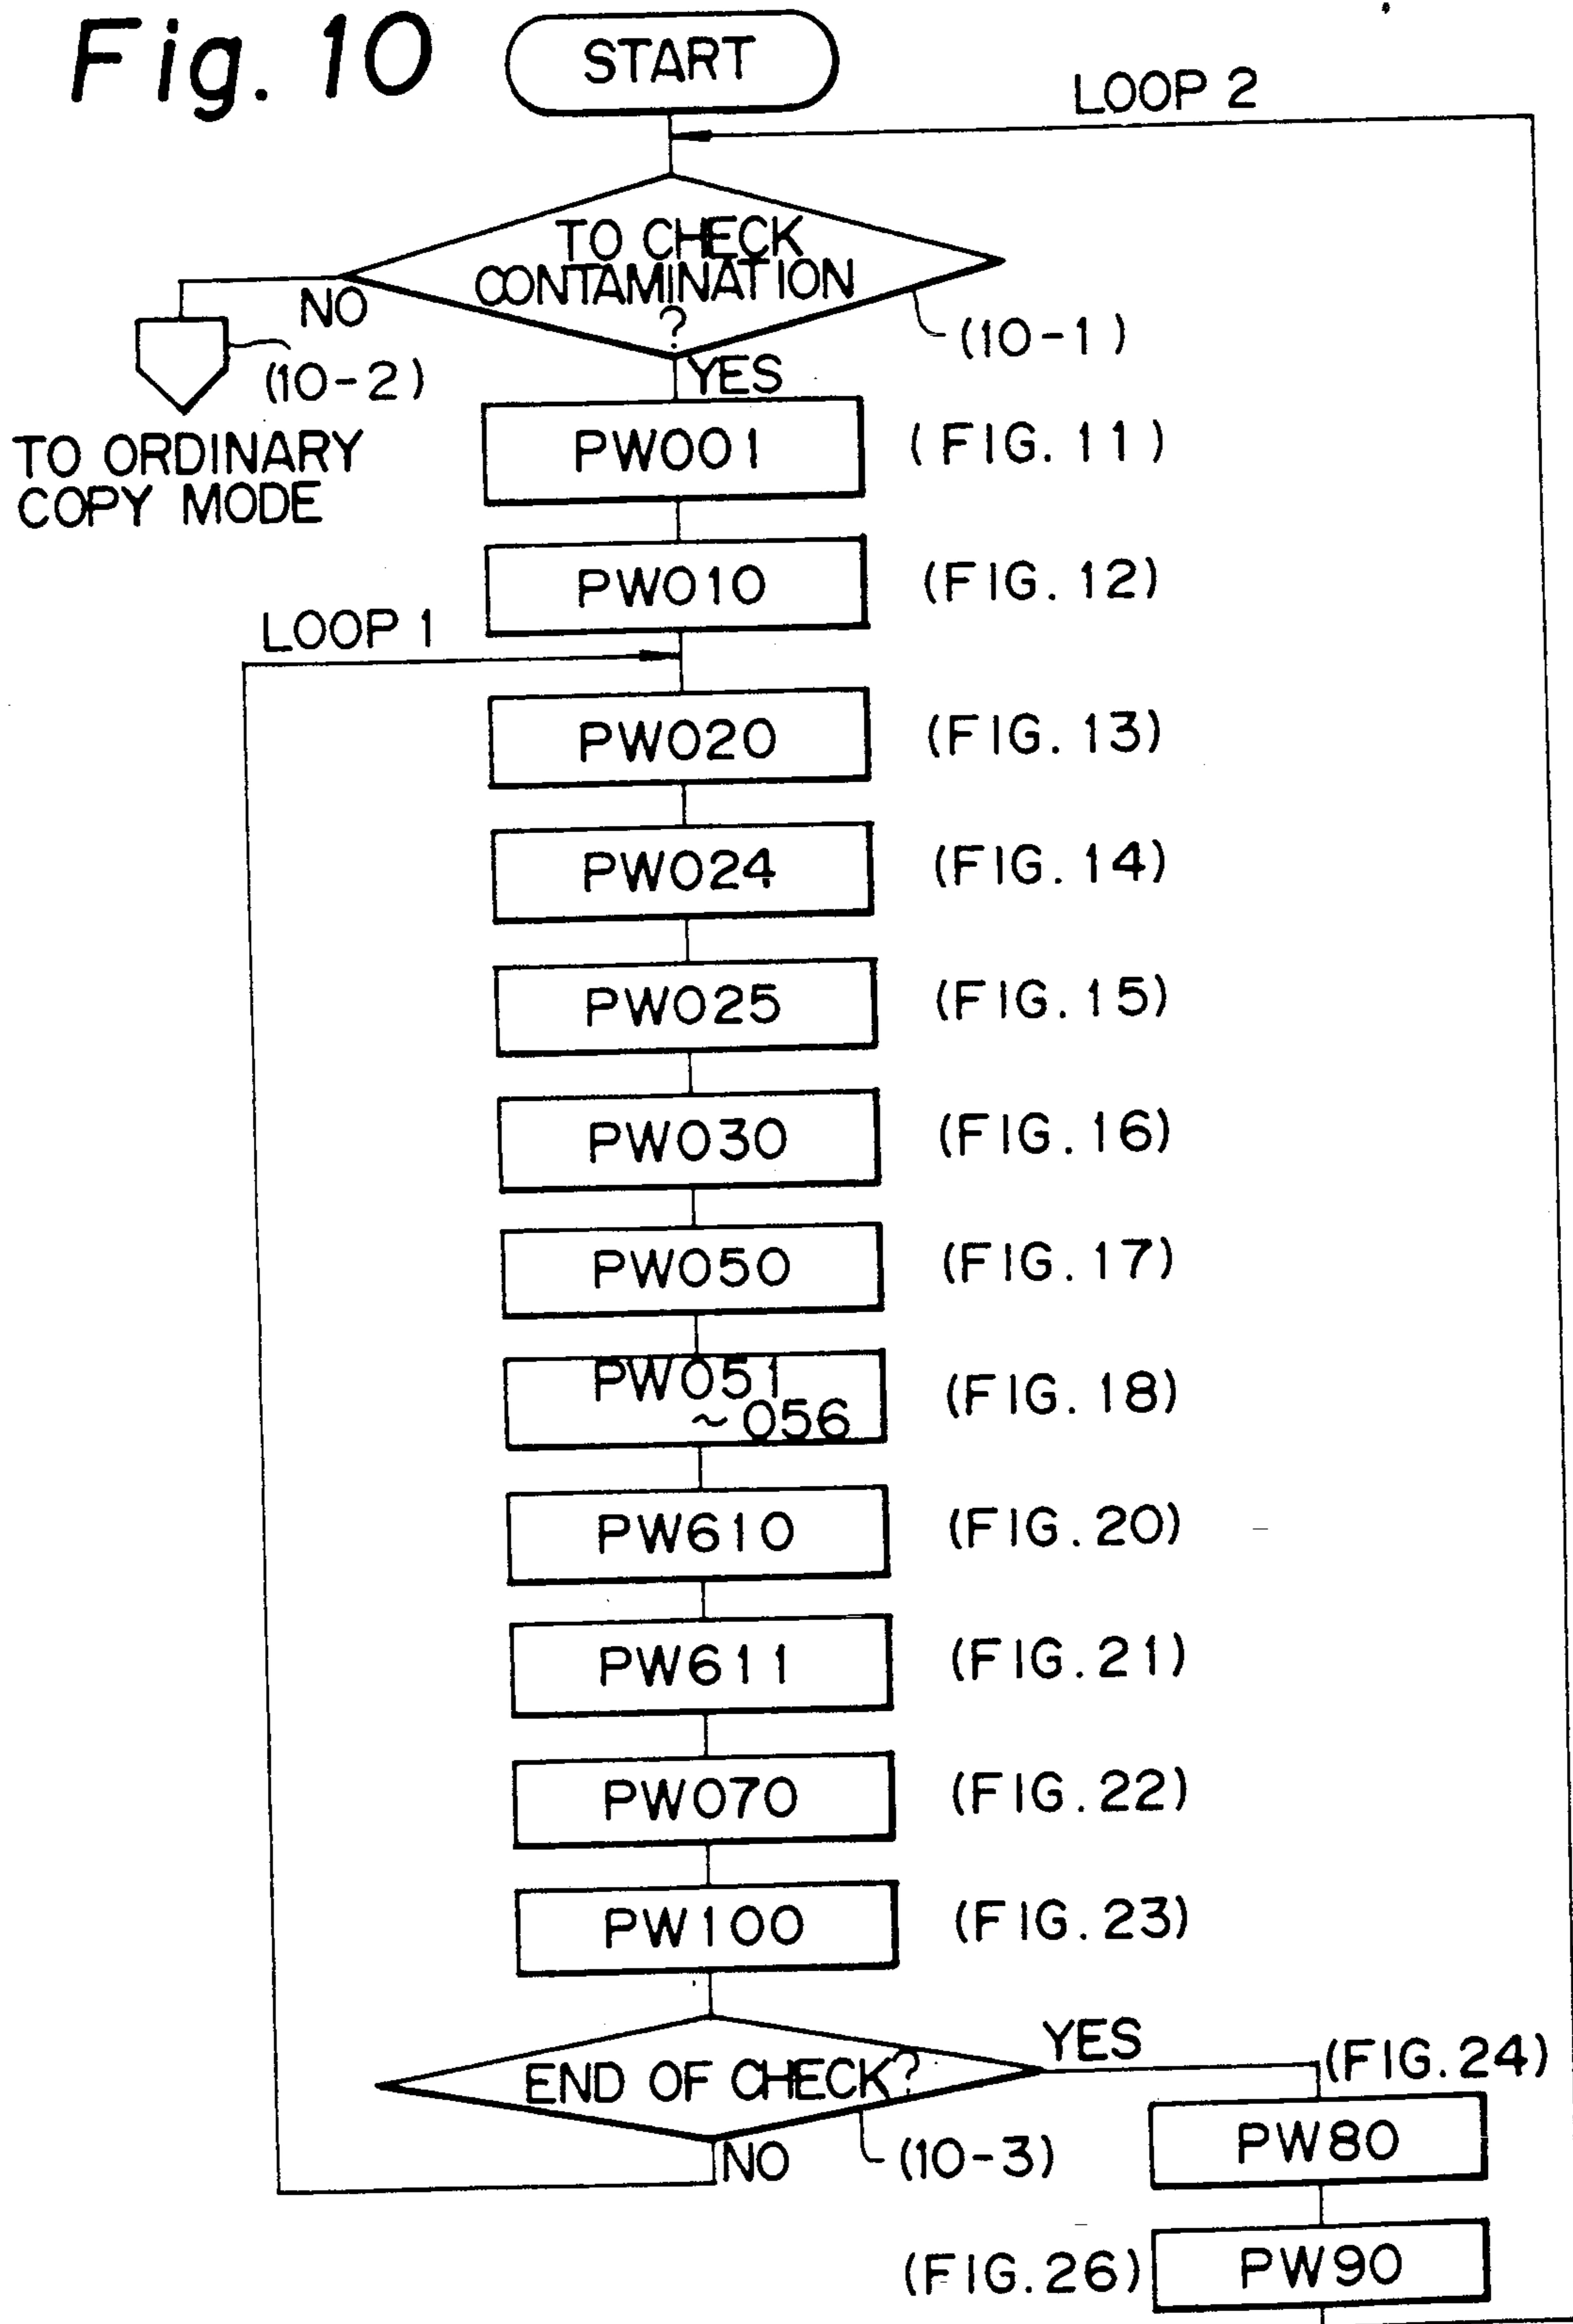 Fig. 10
START
LOOP 2
TO CHECK
CONTAMINATION
?
NO
(10-1)
(10-2)
YES
TO ORDINARY
COPY MODE
PW001 (FIG. 11)
PW010 (FIG. 12)
LOOP 1
PW020 (FIG. 13)
PW024 (FIG. 14)
PW025 (FIG. 15)
PW030 (FIG. 16)
PW050 (FIG. 17)
PW051
~056
(FIG. 18)
PW610 (FIG. 20)
PW611 (FIG. 21)
PW070 (FIG. 22)
PW100 (FIG. 23)
END OF CHECK?
YES
(FIG. 24)
NO
(10-3)
PW80
(FIG. 26) PW90